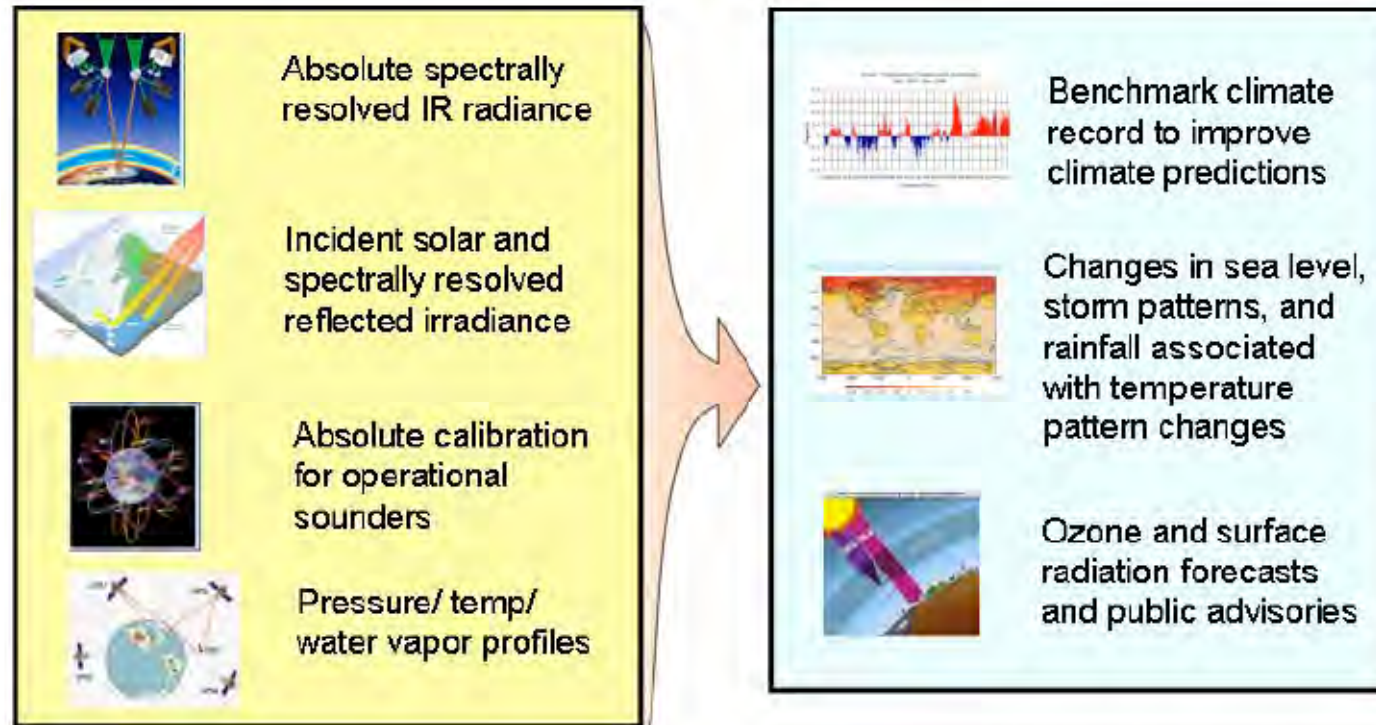 Absolute spectrally
resolved IR radiance
Incident solar and
spectrally resolved
reflected irradiance
Absolute calibration
for operational
sounders
Pressure/ temp/
water vapor profiles
Benchmark climate
record to improve
climate predictions
Changes in sea level,
storm patterns, and
rainfall associated
with temperature
pattern changes
Ozone and surface
radiation forecasts
and public advisories